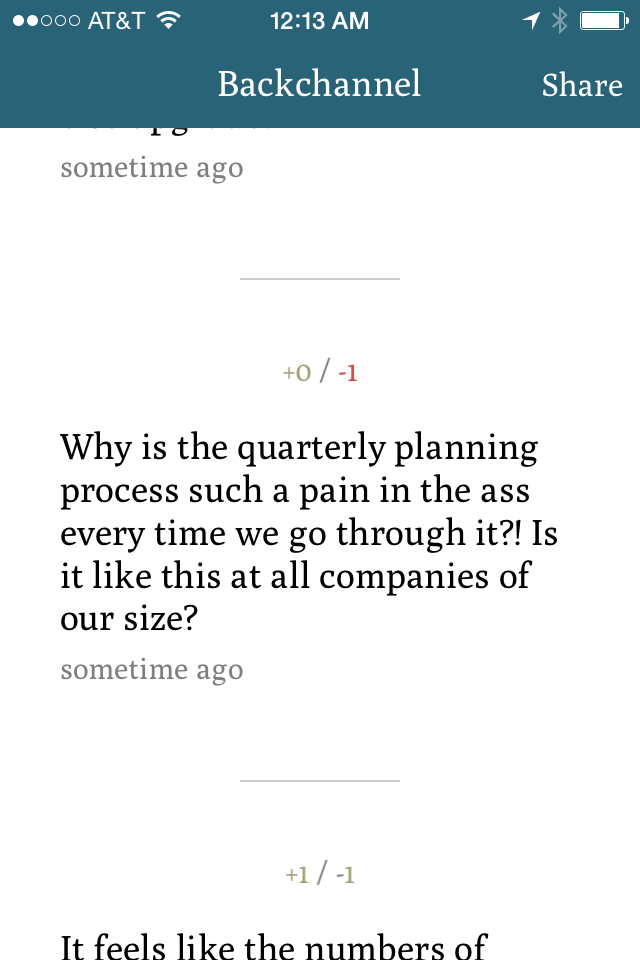 AT&T 12:13 AM
Backchannel Share
sometime ago
+0 / -1
Why is the quarterly planning
process such a pain in the ass
every time we go through it?! Is
it like this at all companies of
our size?
sometime ago
+1 / -1
It feels like the numbers of